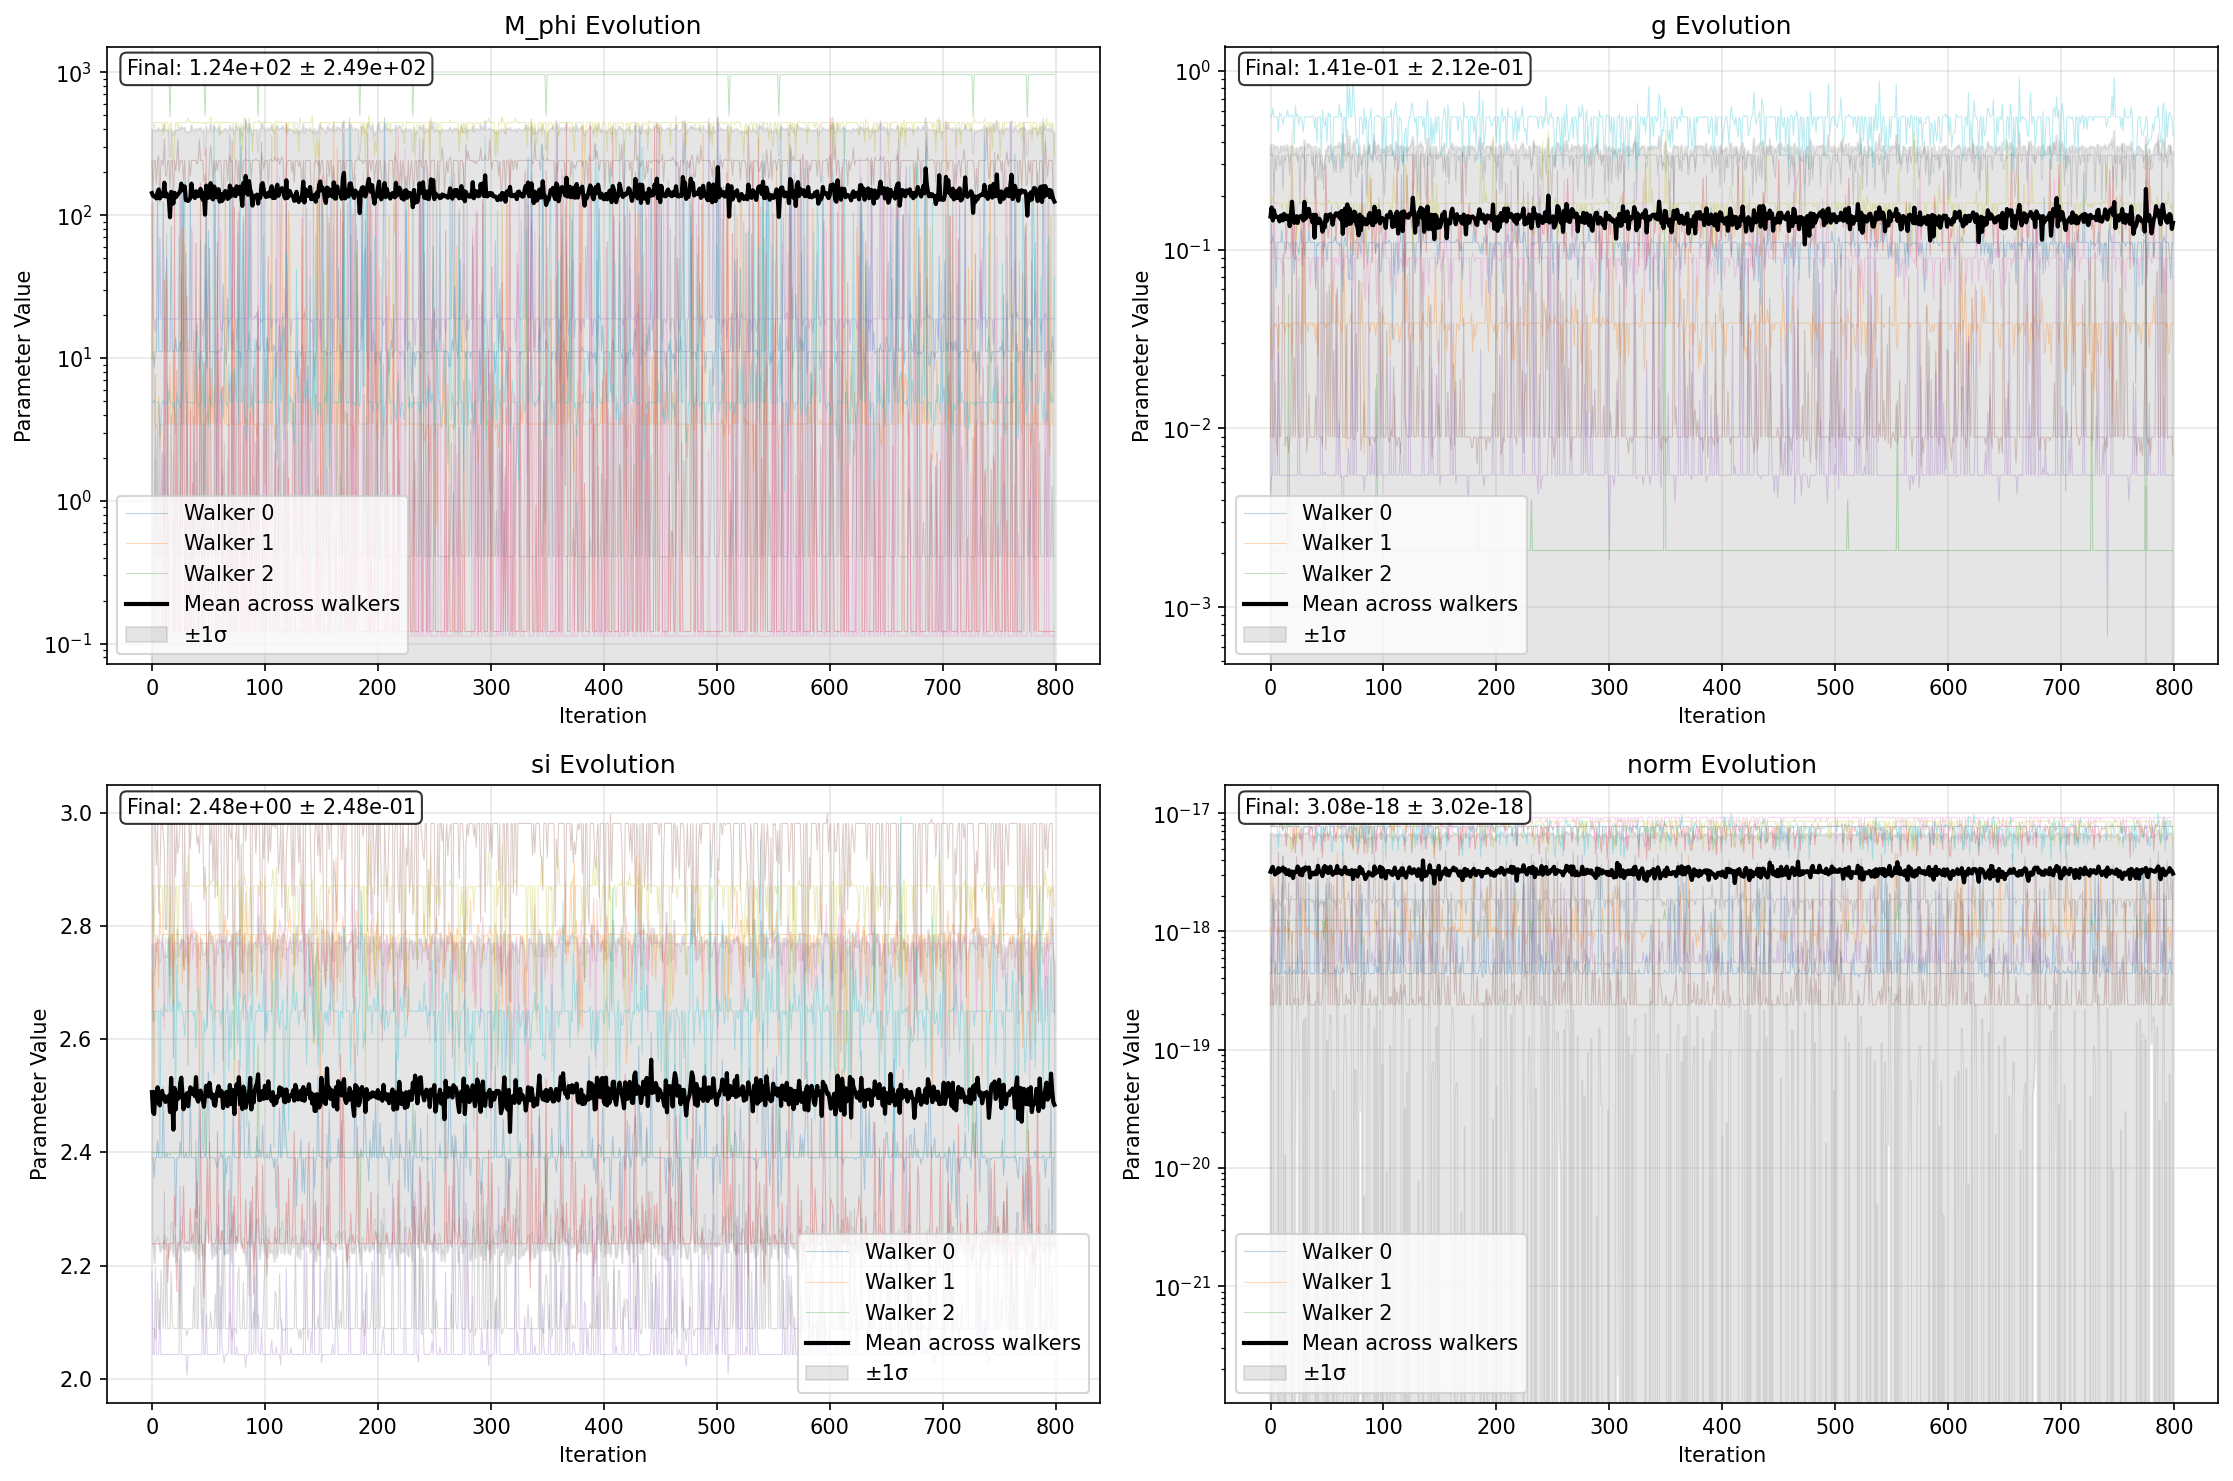 M_phi Evolution
Final: 1.24e+02 ± 2.49e+02
Parameter Value
10³
10²
10¹
10⁰
10⁻¹
Walker 0
Walker 1
Walker 2
Mean across walkers
±1σ
0 100 200 300 400 500 600 700 800
Iteration
g Evolution
Final: 1.41e-01 ± 2.12e-01
Parameter Value
10⁰
10⁻¹
10⁻²
10⁻³
Walker 0
Walker 1
Walker 2
Mean across walkers
±1σ
0 100 200 300 400 500 600 700 800
Iteration
si Evolution
Final: 2.48e+00 ± 2.48e-01
Parameter Value
3.0
2.8
2.6
2.4
2.2
2.0
Walker 0
Walker 1
Walker 2
Mean across walkers
±1σ
0 100 200 300 400 500 600 700 800
Iteration
norm Evolution
Final: 3.08e-18 ± 3.02e-18
Parameter Value
10⁻¹⁷
10⁻¹⁸
10⁻¹⁹
10⁻²⁰
10⁻²¹
Walker 0
Walker 1
Walker 2
Mean across walkers
±1σ
0 100 200 300 400 500 600 700 800
Iteration